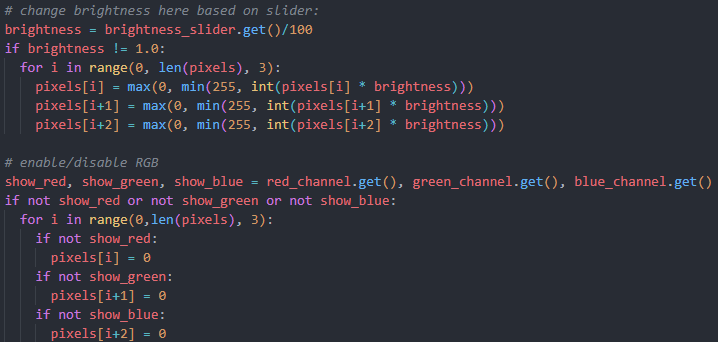 # change brightness here based on slider:
brightness = brightness_slider.get()/100
if brightness != 1.0:
  for i in range(0, len(pixels), 3):
    pixels[i] = max(0, min(255, int(pixels[i] * brightness)))
    pixels[i+1] = max(0, min(255, int(pixels[i+1] * brightness)))
    pixels[i+2] = max(0, min(255, int(pixels[i+2] * brightness)))

# enable/disable RGB
show_red, show_green, show_blue = red_channel.get(), green_channel.get(), blue_channel.get()
if not show_red or not show_green or not show_blue:
  for i in range(0,len(pixels), 3):
    if not show_red:
      pixels[i] = 0
    if not show_green:
      pixels[i+1] = 0
    if not show_blue:
      pixels[i+2] = 0